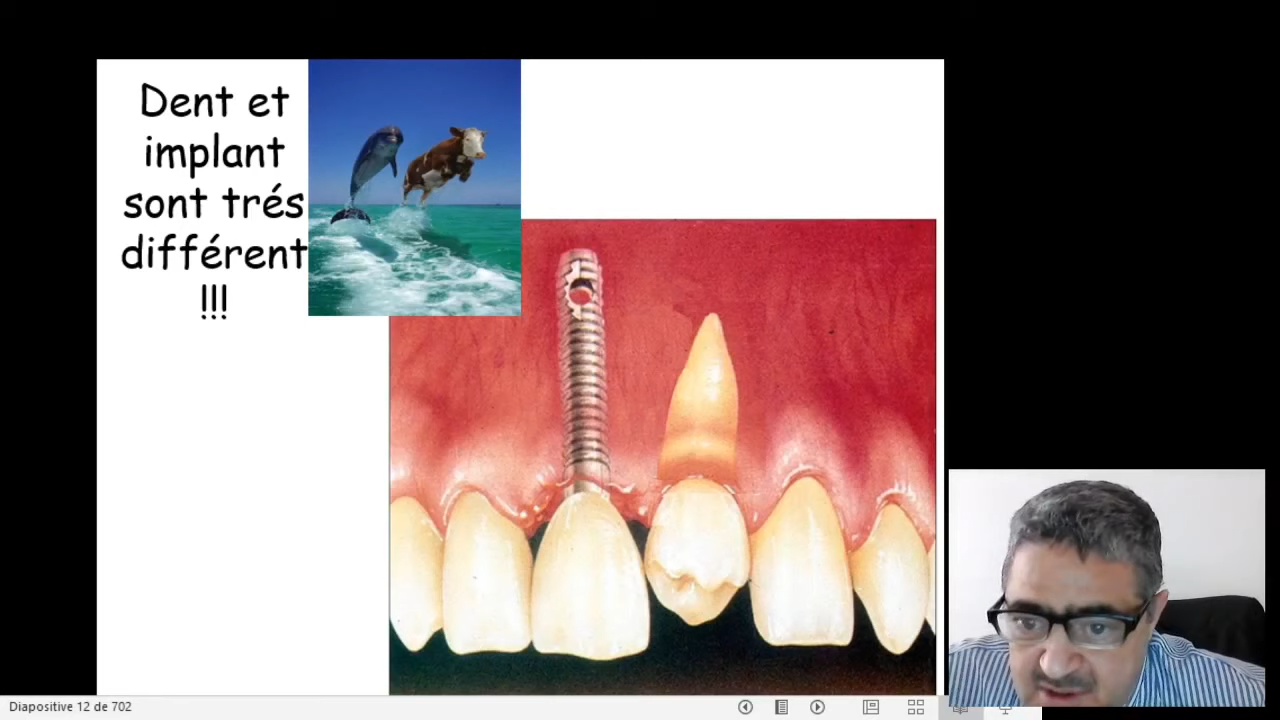 Dent et
implant
sont trés
différent
!!!
Diapositive 12 de 702